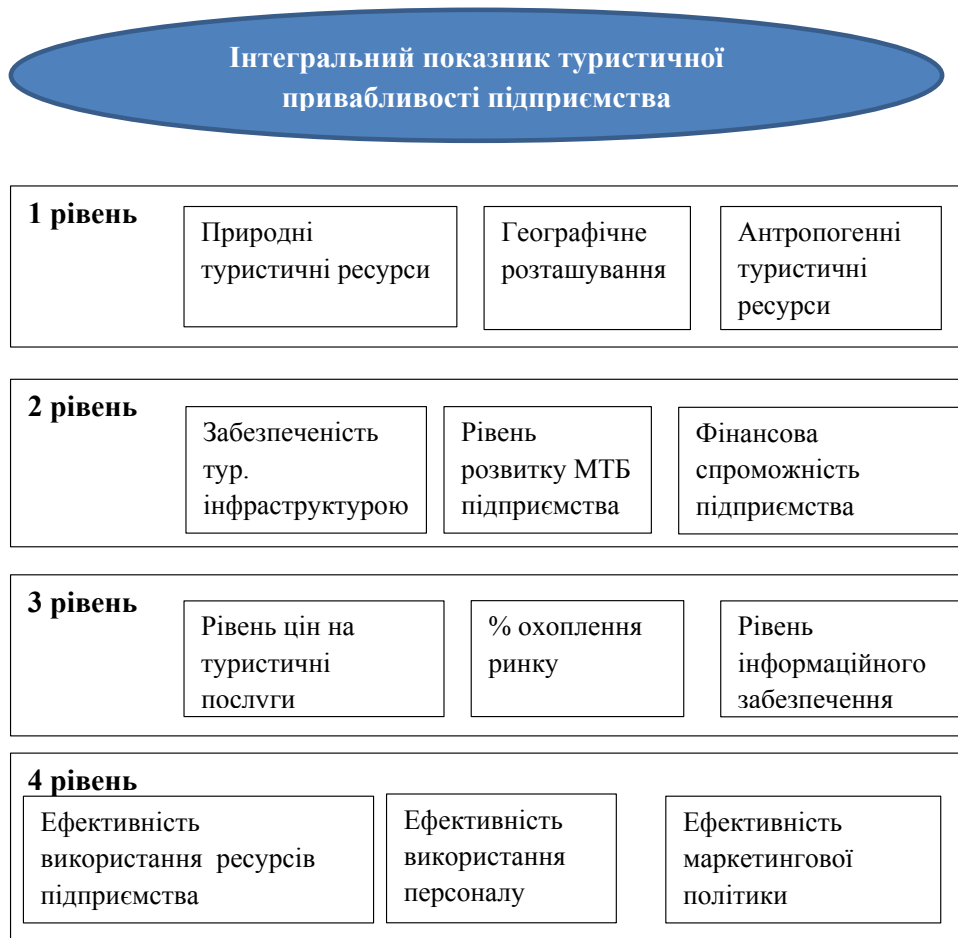 Інтегральний показник туристичної
привабливості підприємства
1 рівень
Природні
туристичні ресурси
Географічне
розташування
Антропогенні
туристичні
ресурси
2 рівень
Забезпеченість
тур.
інфраструктурою
Рівень
розвитку МТБ
підприємства
Фінансова
спроможність
підприємства
3 рівень
Рівень цін на
туристичні
послуги
% охоплення
ринку
Рівень
інформаційного
забезпечення
4 рівень
Ефективність
використання ресурсів
підприємства
Ефективність
використання
персоналу
Ефективність
маркетингової
політики